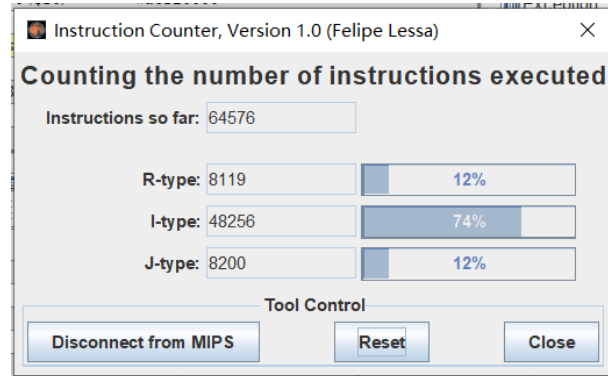 Exception
Instruction Counter, Version 1.0 (Felipe Lessa)
Counting the number of instructions executed
Instructions so far: 64576
R-type: 8119 12%
I-type: 48256 74%
J-type: 8200 12%
Tool Control
Disconnect from MIPS Reset Close